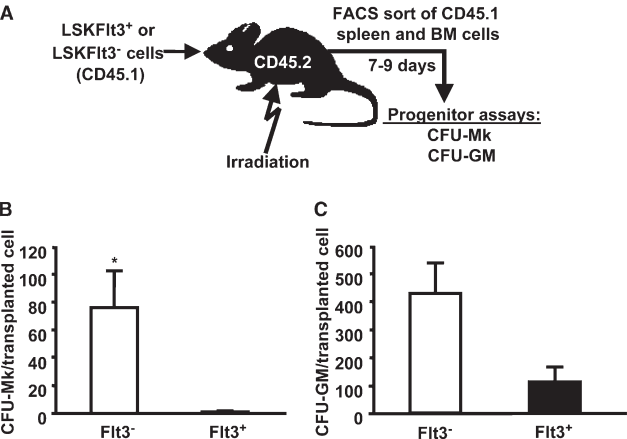 A
LSKFlt3+ or
LSKFlt3- cells
(CD45.1)
CD45.2
Irradiation
FACS sort of CD45.1
spleen and BM cells
7-9 days
Progenitor assays:
CFU-Mk
CFU-GM
B
CFU-Mk/transplanted cell
120
100
80
60
40
20
0
*
Flt3-
Flt3+
C
CFU-GM/transplanted cell
600
500
400
300
200
100
0
Flt3-
Flt3+